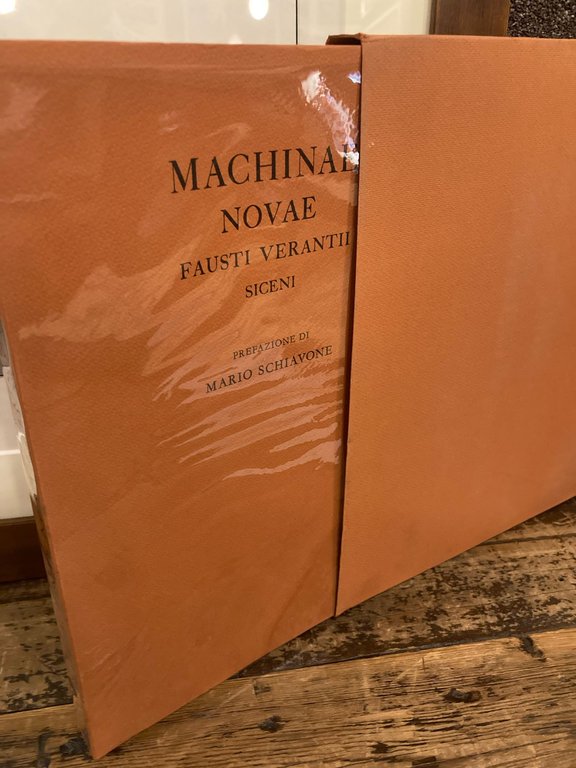 MACHINAE
NOVAE
FAUSTI VERANTII
SICENI
PREFAZIONE DI
MARIO SCHIAVONE